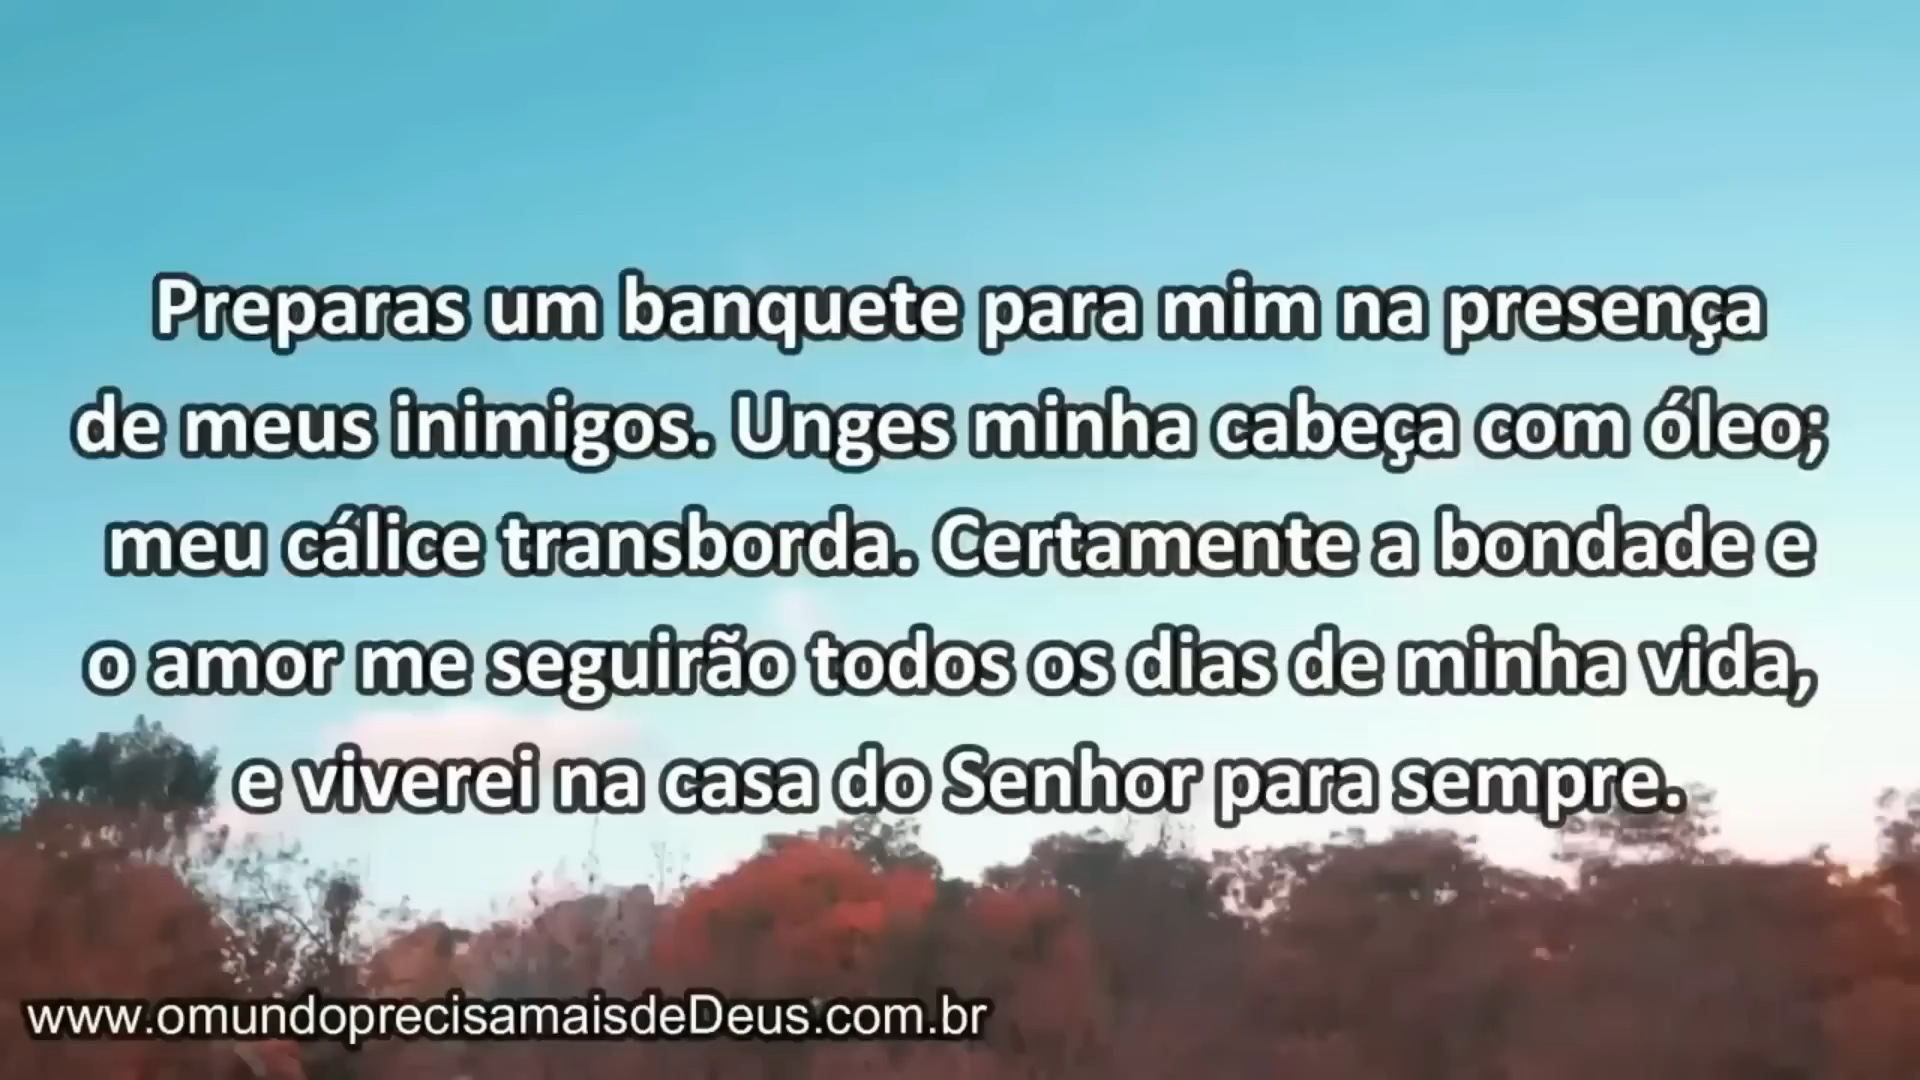 Preparas um banquete para mim na presença
de meus inimigos. Unges minha cabeça com óleo;
meu cálice transborda. Certamente a bondade e
o amor me seguirão todos os dias de minha vida,
e viverei na casa do Senhor para sempre.
www.omundoprecisamaisdeDeus.com.br